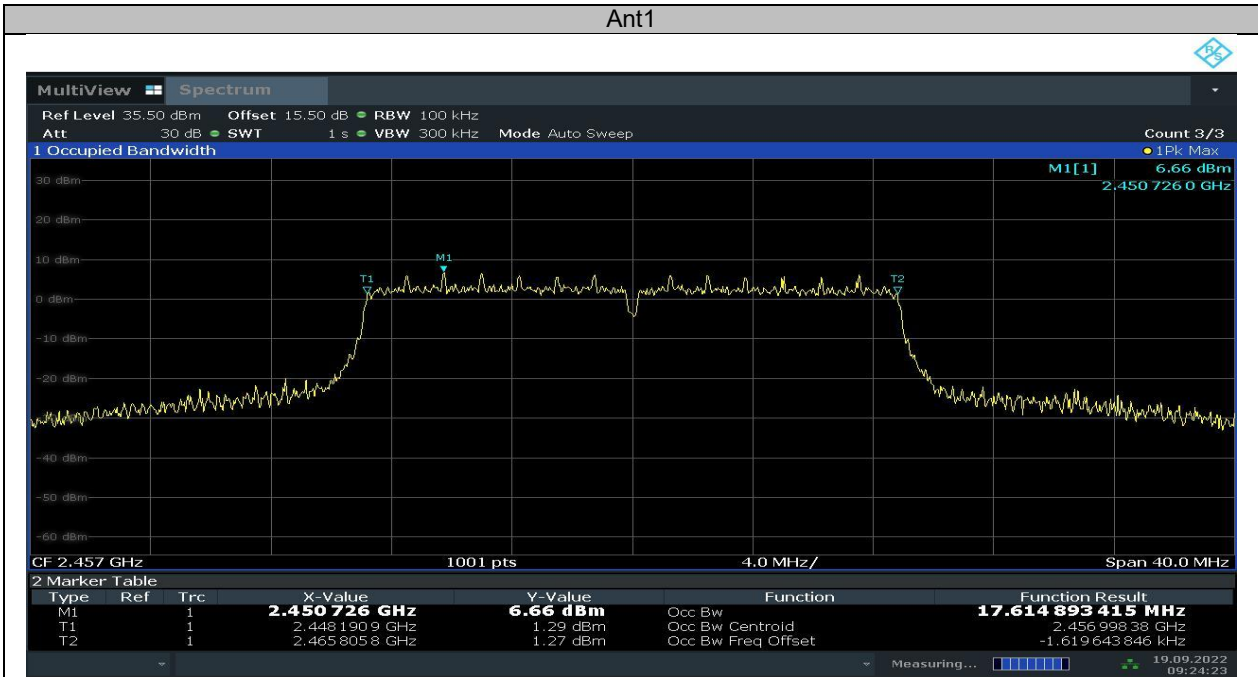 Ant1
R/S
MultiView Spectrum
Ref Level 35.50 dBm Offset 15.50 dB RBW 100 kHz
Att 30 dB SWT 1 s VBW 300 kHz Mode Auto Sweep Count 3/3
1 Occupied Bandwidth 1Pk Max
M1[1] 6.66 dBm
2.450 726 0 GHz
30 dBm
20 dBm
10 dBm
M1
T1
T2
0 dBm
-10 dBm
-20 dBm
-40 dBm
-50 dBm
-60 dBm
CF 2.457 GHz 1001 pts 4.0 MHz/ Span 40.0 MHz
2 Marker Table
Type Ref Trc X-Value Y-Value Function Function Result
M1 1 2.450 726 GHz 6.66 dBm Occ Bw 17.614 893 415 MHz
T1 1 2.448 190 9 GHz 1.29 dBm Occ Bw Centroid 2.456 998 38 GHz
T2 1 2.465 805 8 GHz 1.27 dBm Occ Bw Freq Offset -1.619 643 846 kHz
Measuring... 19.09.2022
09:24:23